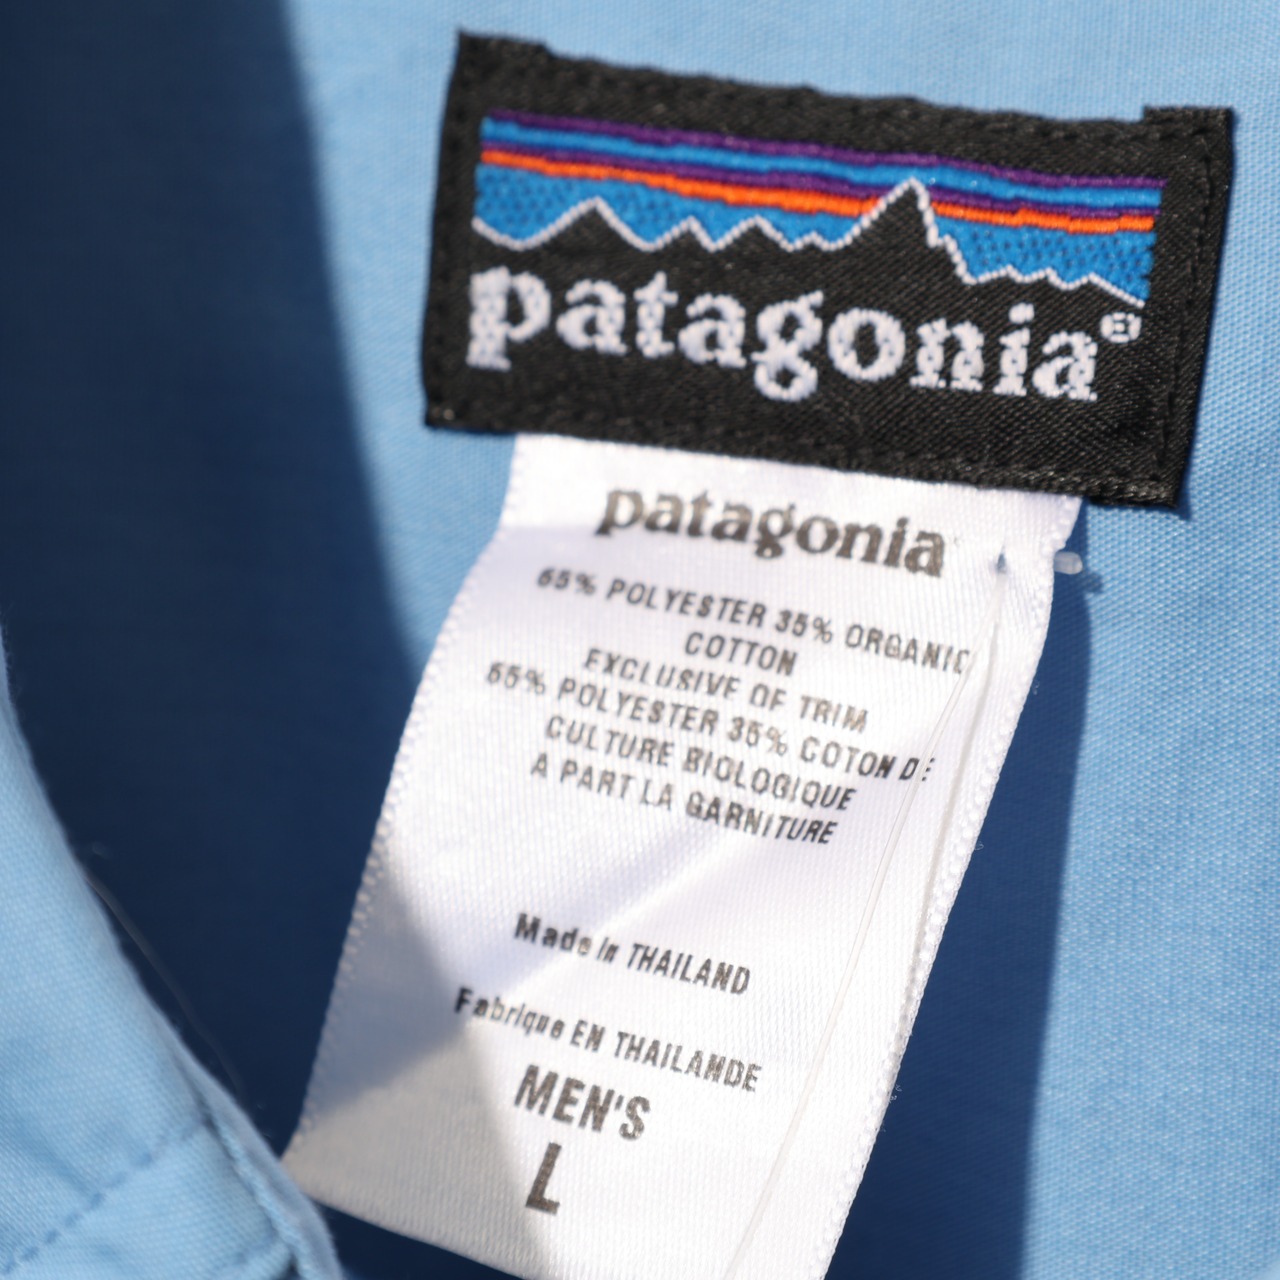 patagonia®
patagonia
65% POLYESTER 35% ORGANIC
COTTON
EXCLUSIVE OF TRIM
65% POLYESTER 35% COTON DE
CULTURE BIOLOGIQUE
A PART LA GARNITURE
Made in THAILAND
Fabrique EN THAILANDE
MEN'S
L